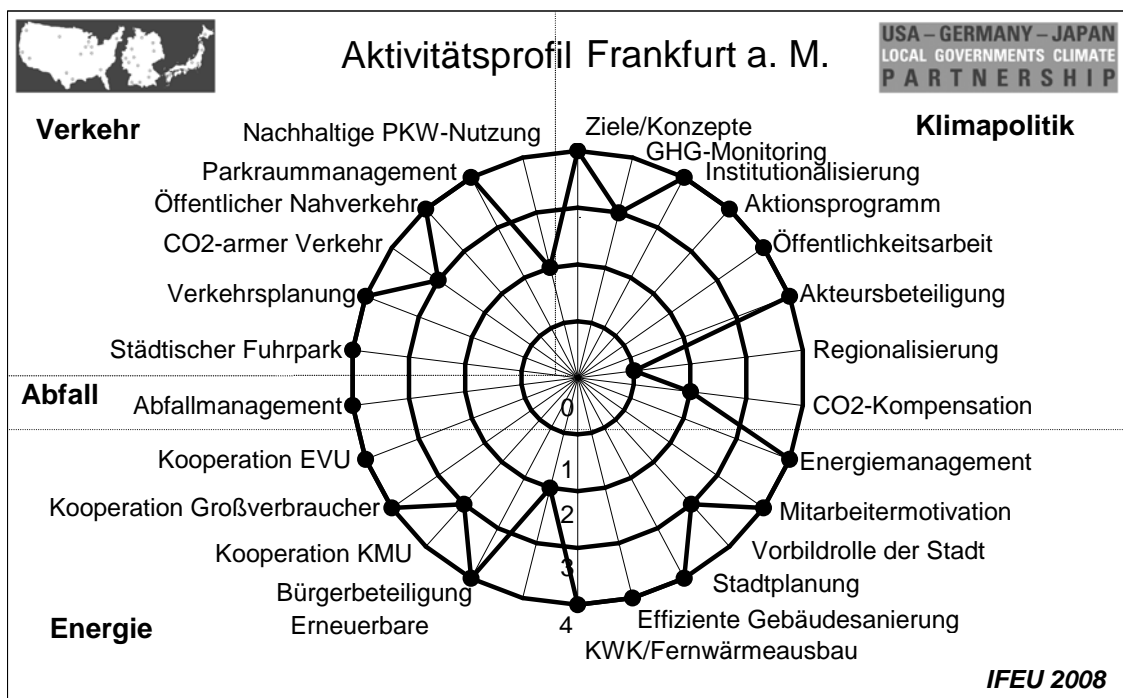 Aktivitätsprofil Frankfurt a. M.
USA – GERMANY – JAPAN
LOCAL GOVERNMENTS CLIMATE
PARTNERSHIP
Verkehr
Klimapolitik
Nachhaltige PKW-Nutzung
Ziele/Konzepte
GHG-Monitoring
Parkraummanagement
Institutionalisierung
Öffentlicher Nahverkehr
Aktionsprogramm
CO2-armer Verkehr
Öffentlichkeitsarbeit
Verkehrsplanung
Akteursbeteiligung
Städtischer Fuhrpark
Regionalisierung
Abfall
Abfallmanagement
0
CO2-Kompensation
Kooperation EVU
1
Energiemanagement
Kooperation Großverbraucher
2
Mitarbeitermotivation
Kooperation KMU
3
Vorbildrolle der Stadt
Bürgerbeteiligung
Stadtplanung
Energie
Erneuerbare
4
Effiziente Gebäudesanierung
KWK/Fernwärmeausbau
IFEU 2008